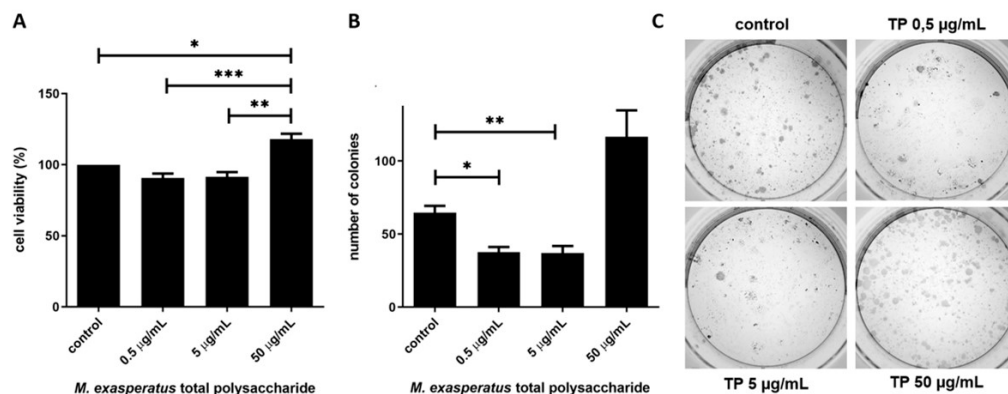 A
*
***
**
150
100
50
0
cell viability (%)
control
0.5 µg/mL
5 µg/mL
50 µg/mL
M. exasperatus total polysaccharide
B
**
*
100
50
0
number of colonies
control
0.5 µg/mL
5 µg/mL
50 µg/mL
M. exasperatus total polysaccharide
C
control
TP 0,5 µg/mL
TP 5 µg/mL
TP 50 µg/mL